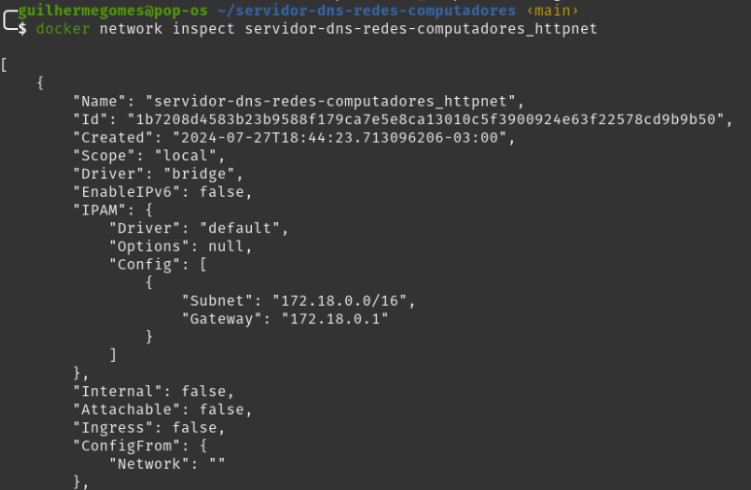 guilhermegomes@pop-os ~/servidor-dns-redes-computadores ‹main›
$ docker network inspect servidor-dns-redes-computadores_httpnet
[
    {
        "Name": "servidor-dns-redes-computadores_httpnet",
        "Id": "1b7208d4583b23b9588f179ca7e5e8ca13010c5f3900924e63f22578cd9b9b50",
        "Created": "2024-07-27T18:44:23.713096206-03:00",
        "Scope": "local",
        "Driver": "bridge",
        "EnableIPv6": false,
        "IPAM": {
            "Driver": "default",
            "Options": null,
            "Config": [
                {
                    "Subnet": "172.18.0.0/16",
                    "Gateway": "172.18.0.1"
                }
            ]
        },
        "Internal": false,
        "Attachable": false,
        "Ingress": false,
        "ConfigFrom": {
            "Network": ""
        },